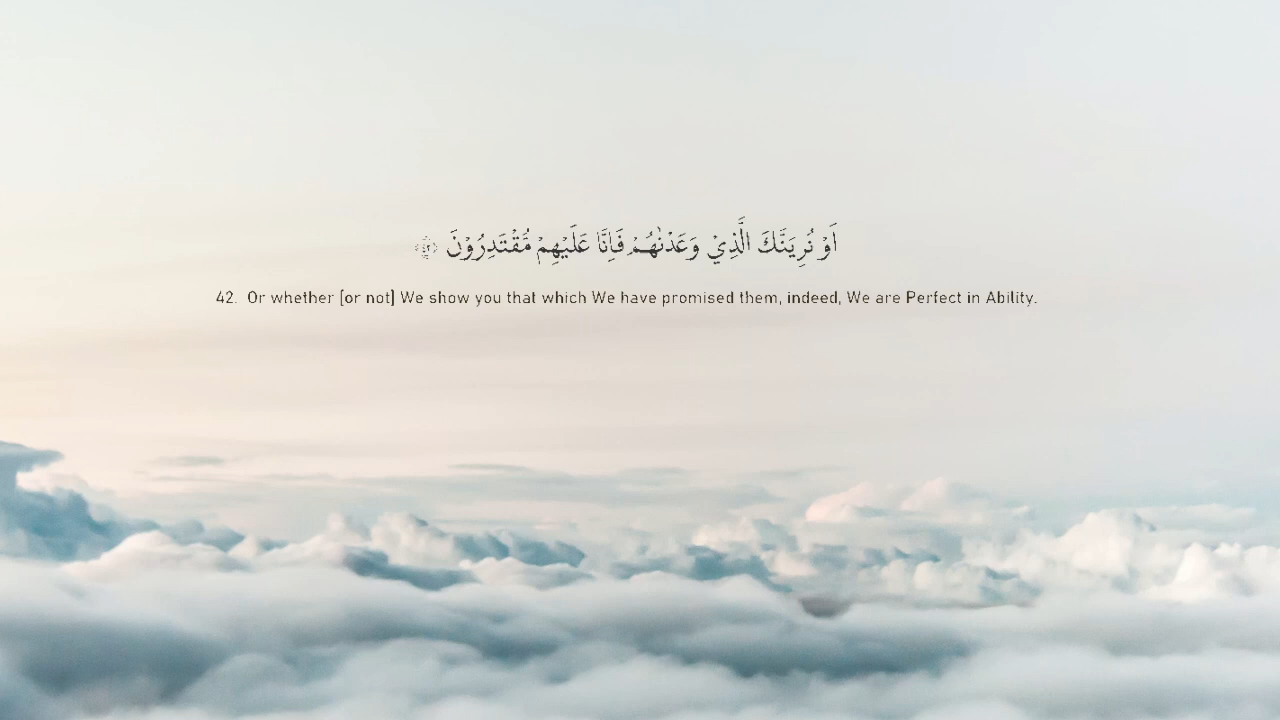 اَوْ نُرِيَنَّكَ الَّذِيْ وَعَدْنٰهُمْ فَاِنَّا عَلَيْهِمْ مُّقْتَدِرُوْنَ ﴿٤٢﴾
42. Or whether [or not] We show you that which We have promised them, indeed, We are Perfect in Ability.